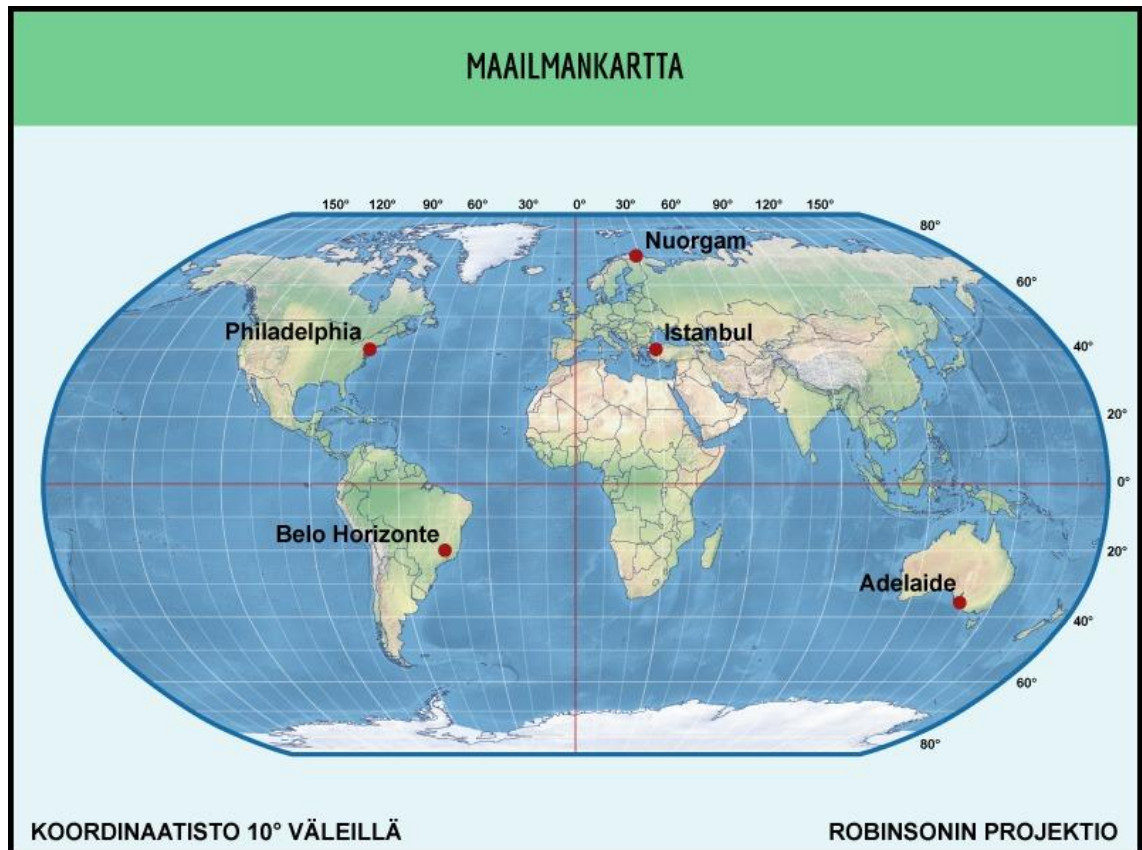 MAAILMANKARTTA
150° 120° 90° 60° 30° 0° 30° 60° 120° 150°
80°
Nuorgam
60°
Philadelphia
Istanbul
40°
20°
0°
Belo Horizonte
20°
Adelaide
40°
60°
80°
KOORDINAATISTO 10° VÄLEILLÄ
ROBINSONIN PROJEKTIO